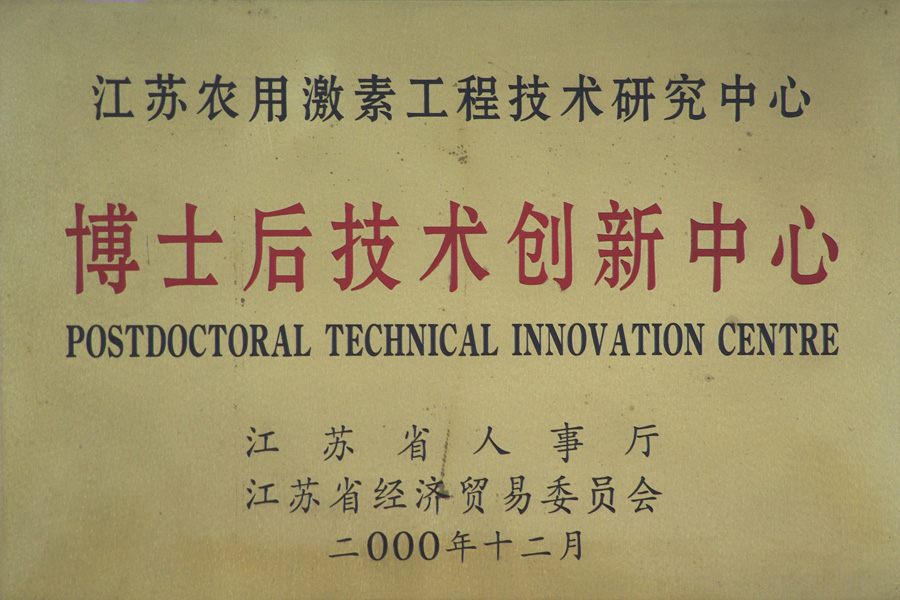 江苏农用激素工程技术研究中心
博士后技术创新中心
POSTDOCTORAL TECHNICAL INNOVATION CENTRE
江苏省人事厅
江苏省经济贸易委员会
二000年十二月